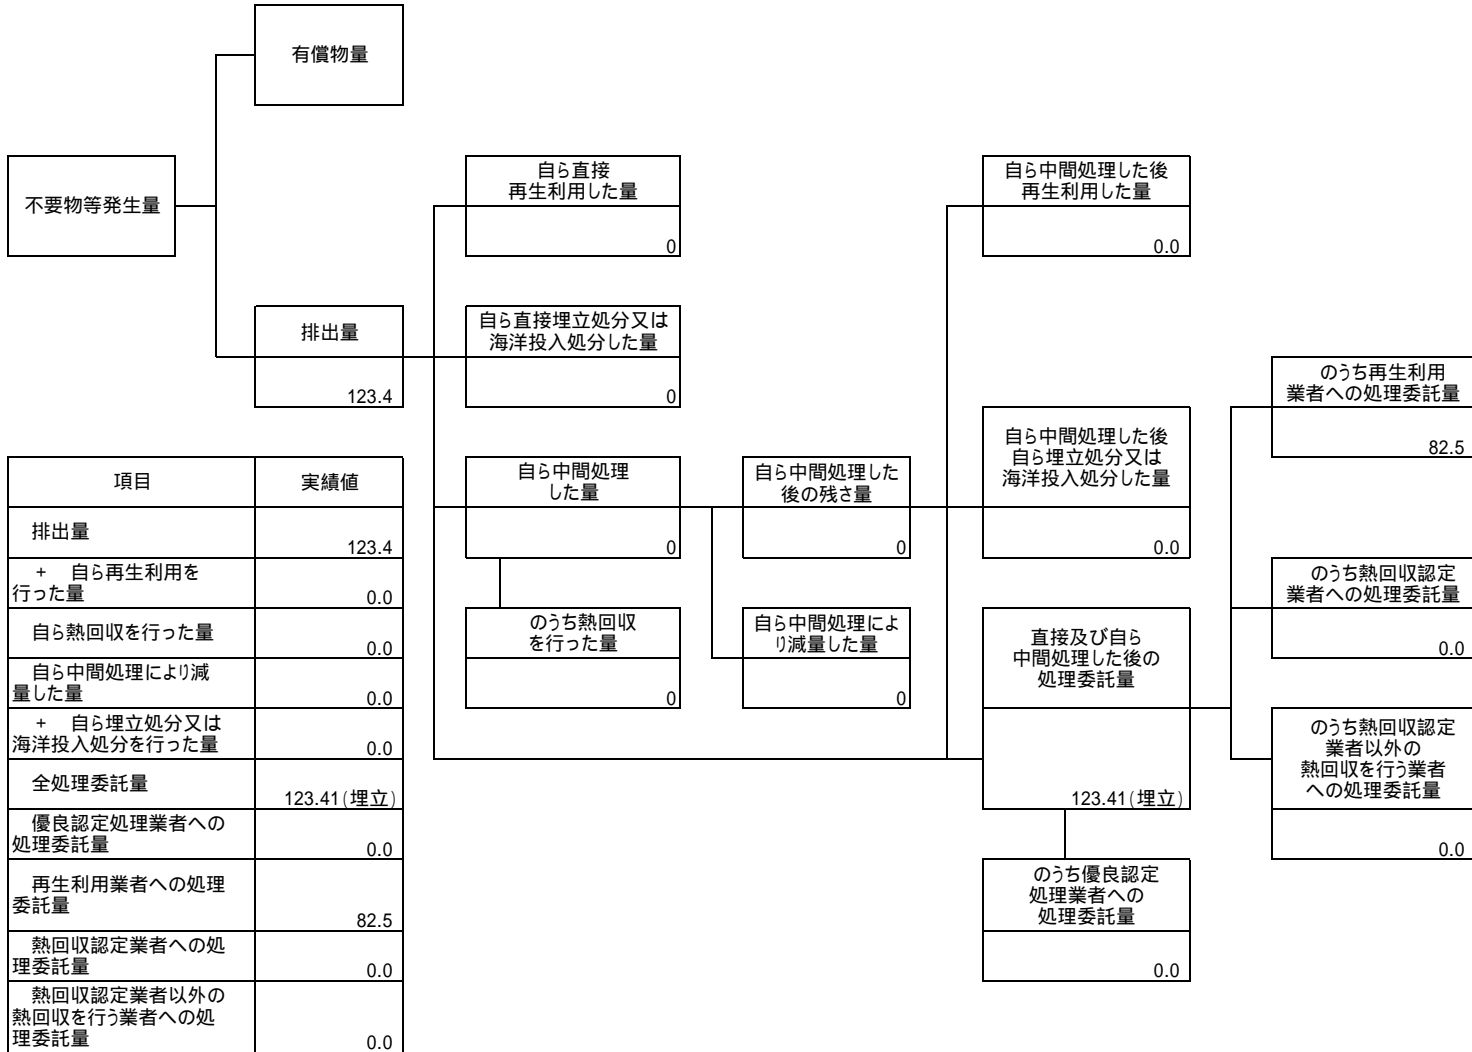 有償物量
不要物等発生量
自ら直接
再生利用した量
0
自ら中間処理した後
再生利用した量
0.0
排出量
123.4
自ら直接埋立処分又は
海洋投入処分した量
0
のうち再生利用
業者への処理委託量
82.5
自ら中間処理
した量
0
自ら中間処理した
後の残さ量
0
自ら中間処理した後
自ら埋立処分又は
海洋投入処分した量
0.0
のうち熱回収認定
業者への処理委託量
0.0
のうち熱回収
を行った量
0
自ら中間処理によ
り減量した量
0
直接及び自ら
中間処理した後の
処理委託量
123.41(埋立)
のうち熱回収認定
業者以外の
熱回収を行う業者
への処理委託量
0.0
のうち優良認定
処理業者への
処理委託量
0.0
項目 実績値
排出量
123.4
+ 自ら再生利用を
行った量
0.0
自ら熱回収を行った量
0.0
自ら中間処理により減
量した量
0.0
+ 自ら埋立処分又は
海洋投入処分を行った量
0.0
全処理委託量
123.41(埋立)
優良認定処理業者への
処理委託量
0.0
再生利用業者への処理
委託量
82.5
熱回収認定業者への処
理委託量
0.0
熱回収認定業者以外の
熱回収を行う業者への処
理委託量
0.0